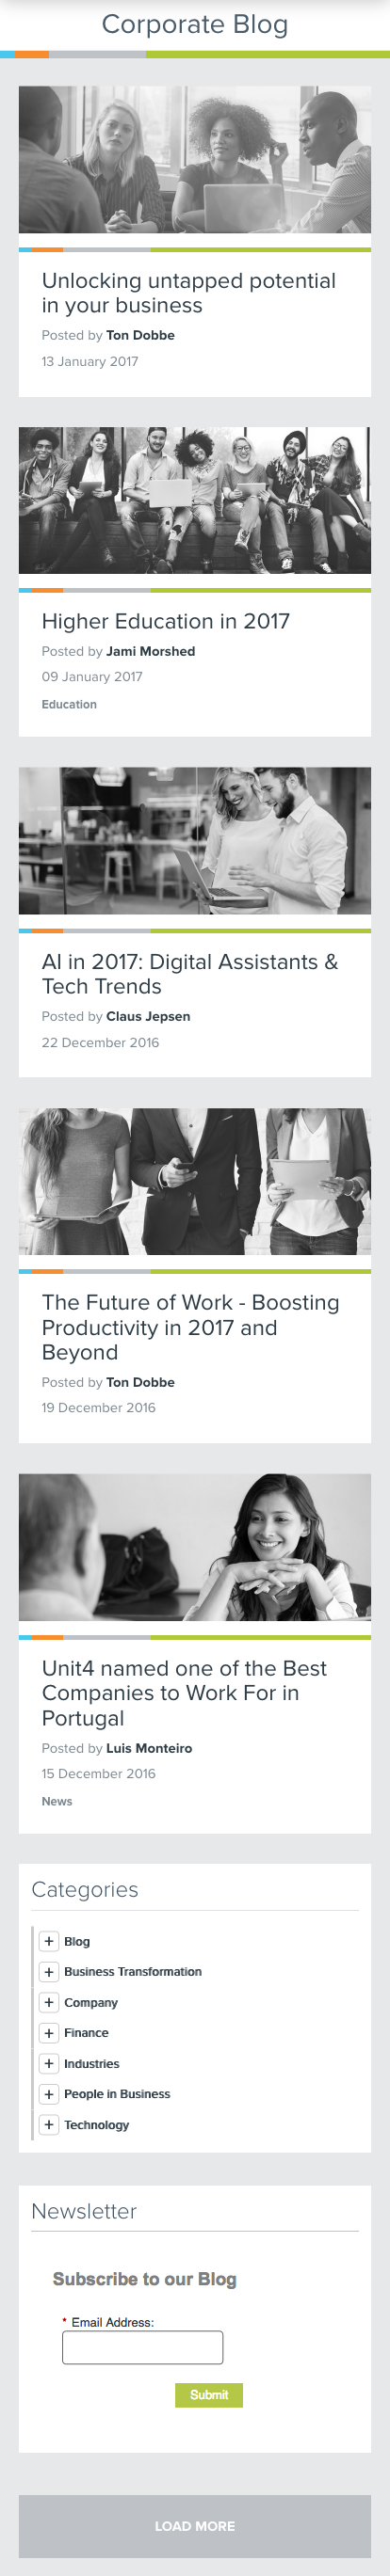 Corporate Blog
Unlocking untapped potential
in your business
Posted by Ton Dobbe
13 January 2017
Higher Education in 2017
Posted by Jami Morshed
09 January 2017
Education
AI in 2017: Digital Assistants &
Tech Trends
Posted by Claus Jepsen
22 December 2016
The Future of Work - Boosting
Productivity in 2017 and
Beyond
Posted by Ton Dobbe
19 December 2016
Unit4 named one of the Best
Companies to Work For in
Portugal
Posted by Luis Monteiro
15 December 2016
News
Categories
+ Blog
+ Business Transformation
+ Company
+ Finance
+ Industries
+ People in Business
+ Technology
Newsletter
Subscribe to our Blog
* Email Address:
Submit
LOAD MORE